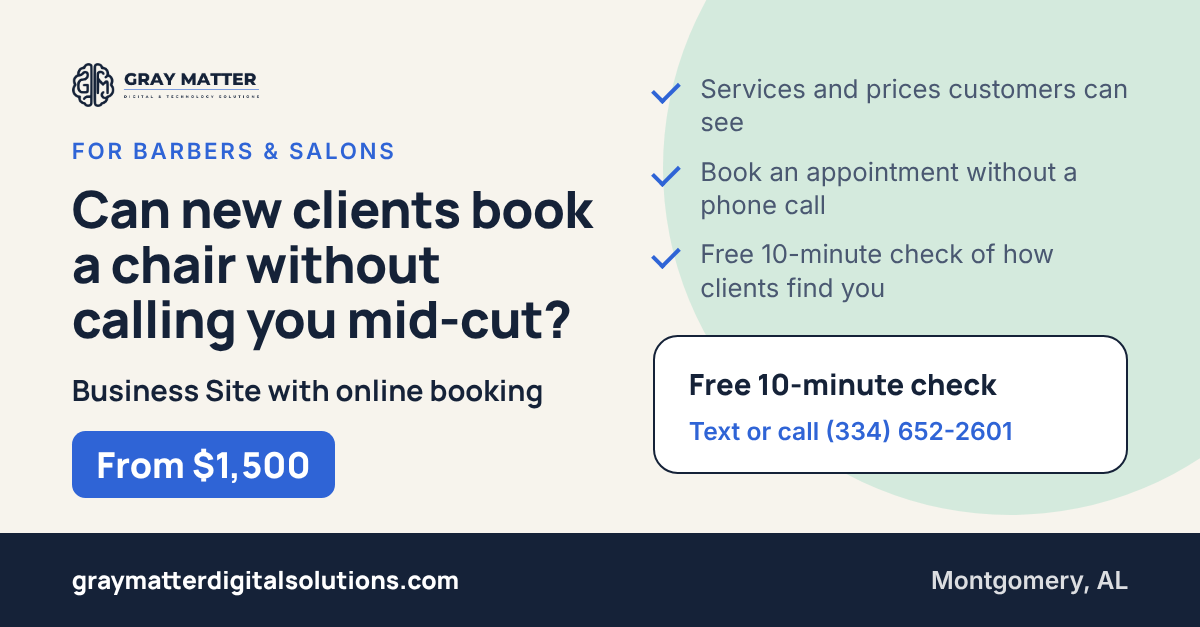 GRAY MATTER
DIGITAL & TECHNOLOGY SOLUTIONS
FOR BARBERS & SALONS
Can new clients book
a chair without
calling you mid-cut?
Business Site with online booking
From $1,500
Services and prices customers can
see
Book an appointment without a
phone call
Free 10-minute check of how
clients find you
Free 10-minute check
Text or call (334) 652-2601
graymatterdigitalsolutions.com
Montgomery, AL